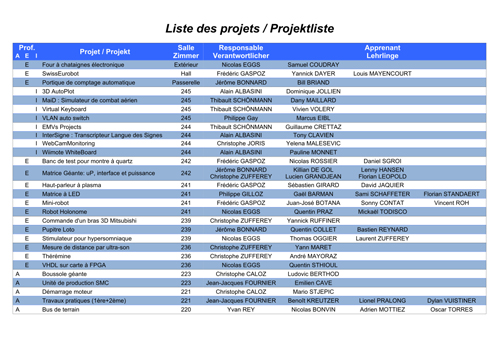 Liste des projets / Projektliste
Prof. Projet / Projekt Salle Responsable Apprenant
A E I Zimmer Verantwortlicher Lehrlinge
E Four à chataignes électronique Extérieur Nicolas EGGS Samuel COUDRAY
E SwissEurobot Hall Frédéric GASPOZ Yannick DAYER Louis MAYENCOURT
E Portique de comptage automatique Passerelle Jérôme BONNARD Bill BRIAND
I 3D AutoPlot 245 Alain ALBASINI Dominique JOLLIEN
I MaiD : Simulateur de combat aérien 245 Thibault SCHÖNMANN Dany MAILLARD
I Virtual Keyboard 245 Thibault SCHÖNMANN Vivien VOLERY
I VLAN auto switch 245 Philippe Gay Marcus EIBL
I EMVs Projects 244 Thibault SCHÖNMANN Guillaume CRETTAZ
I InterSigne : Transcripteur Langue des Signes 244 Alain ALBASINI Tony CLAVIEN
I WebCamMonitoring 244 Christophe JORIS Yelena MALESEVIC
I Wiimote WhiteBoard 244 Alain ALBASINI Pauline MONNET
E Banc de test pour montre à quartz 242 Frédéric GASPOZ Nicolas ROSSIER Daniel SGROI
E Matrice Géante: uP, interface et puissance 242 Jérôme BONNARD Killian DE GOL Lenny HANSEN
Christophe ZUFFEREY Lucien GRANDJEAN Florian LEOPOLD
E Haut-parleur à plasma 241 Frédéric GASPOZ Sébastien GIRARD David JAQUIER
E Matrice à LED 241 Philippe GILLOZ Gaël BARMAN Sami SCHAFFETER Florian STANDAERT
E Mini-robot 241 Frédéric GASPOZ Juan-José BOTANA Sonny CONTAT Vincent ROH
E Robot Holonome 241 Nicolas EGGS Quentin PRAZ Mickaël TODISCO
E Commande d'un bras 3D Mitsubishi 239 Christophe ZUFFEREY Yannick RUFFINER
E Pupitre Loto 239 Jérôme BONNARD Quentin COLLET Bastien REYNARD
E Stimulateur pour hypersomniaque 239 Nicolas EGGS Thomas OGGIER Laurent ZUFFEREY
E Mesure de distance par ultra-son 236 Christophe ZUFFEREY Yann MARET
E Thérémine 236 Christophe ZUFFEREY André MAYORAZ
E VHDL sur carte à FPGA 236 Nicolas EGGS Quentin STHIOUL
A Boussole géante 223 Christophe CALOZ Ludovic BERTHOD
A Unité de production SMC 223 Jean-Jacques FOURNIER Emilien CAVE
A Démarrage moteur 221 Christophe CALOZ Mario STJEPIC
A Travaux pratiques (1ère+2ème) 221 Jean-Jacques FOURNIER Benoît KREUTZER Lionel PRALONG Dylan VUISTINER
A Bus de terrain 220 Yvan REY Nicolas BONVIN Adrien MOTTIEZ Oscar TORRES